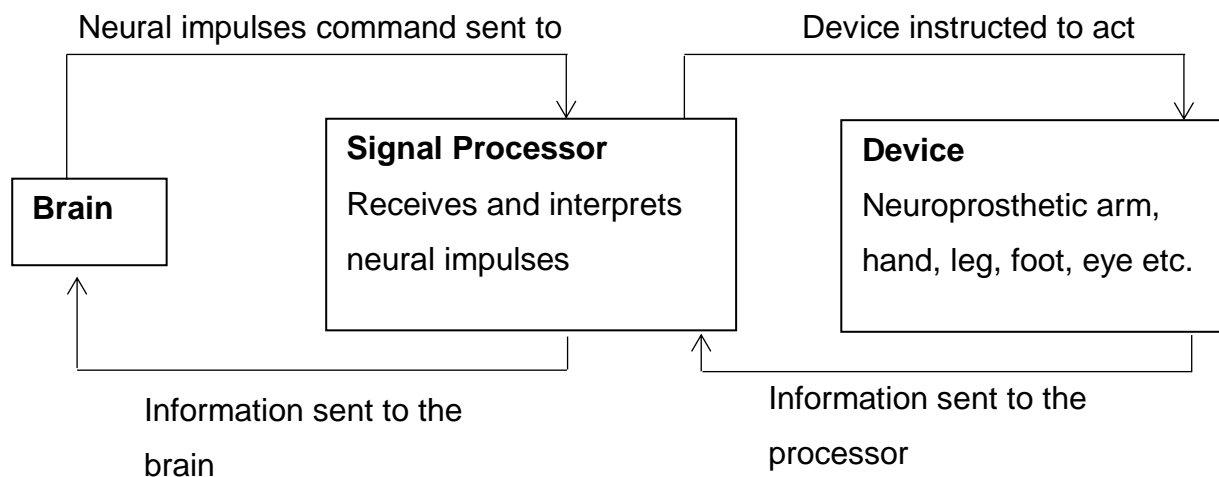 Neural impulses command sent to
Device instructed to act
Brain
Signal Processor
Receives and interprets
neural impulses
Device
Neuroprosthetic arm,
hand, leg, foot, eye etc.
Information sent to the
brain
Information sent to the
processor